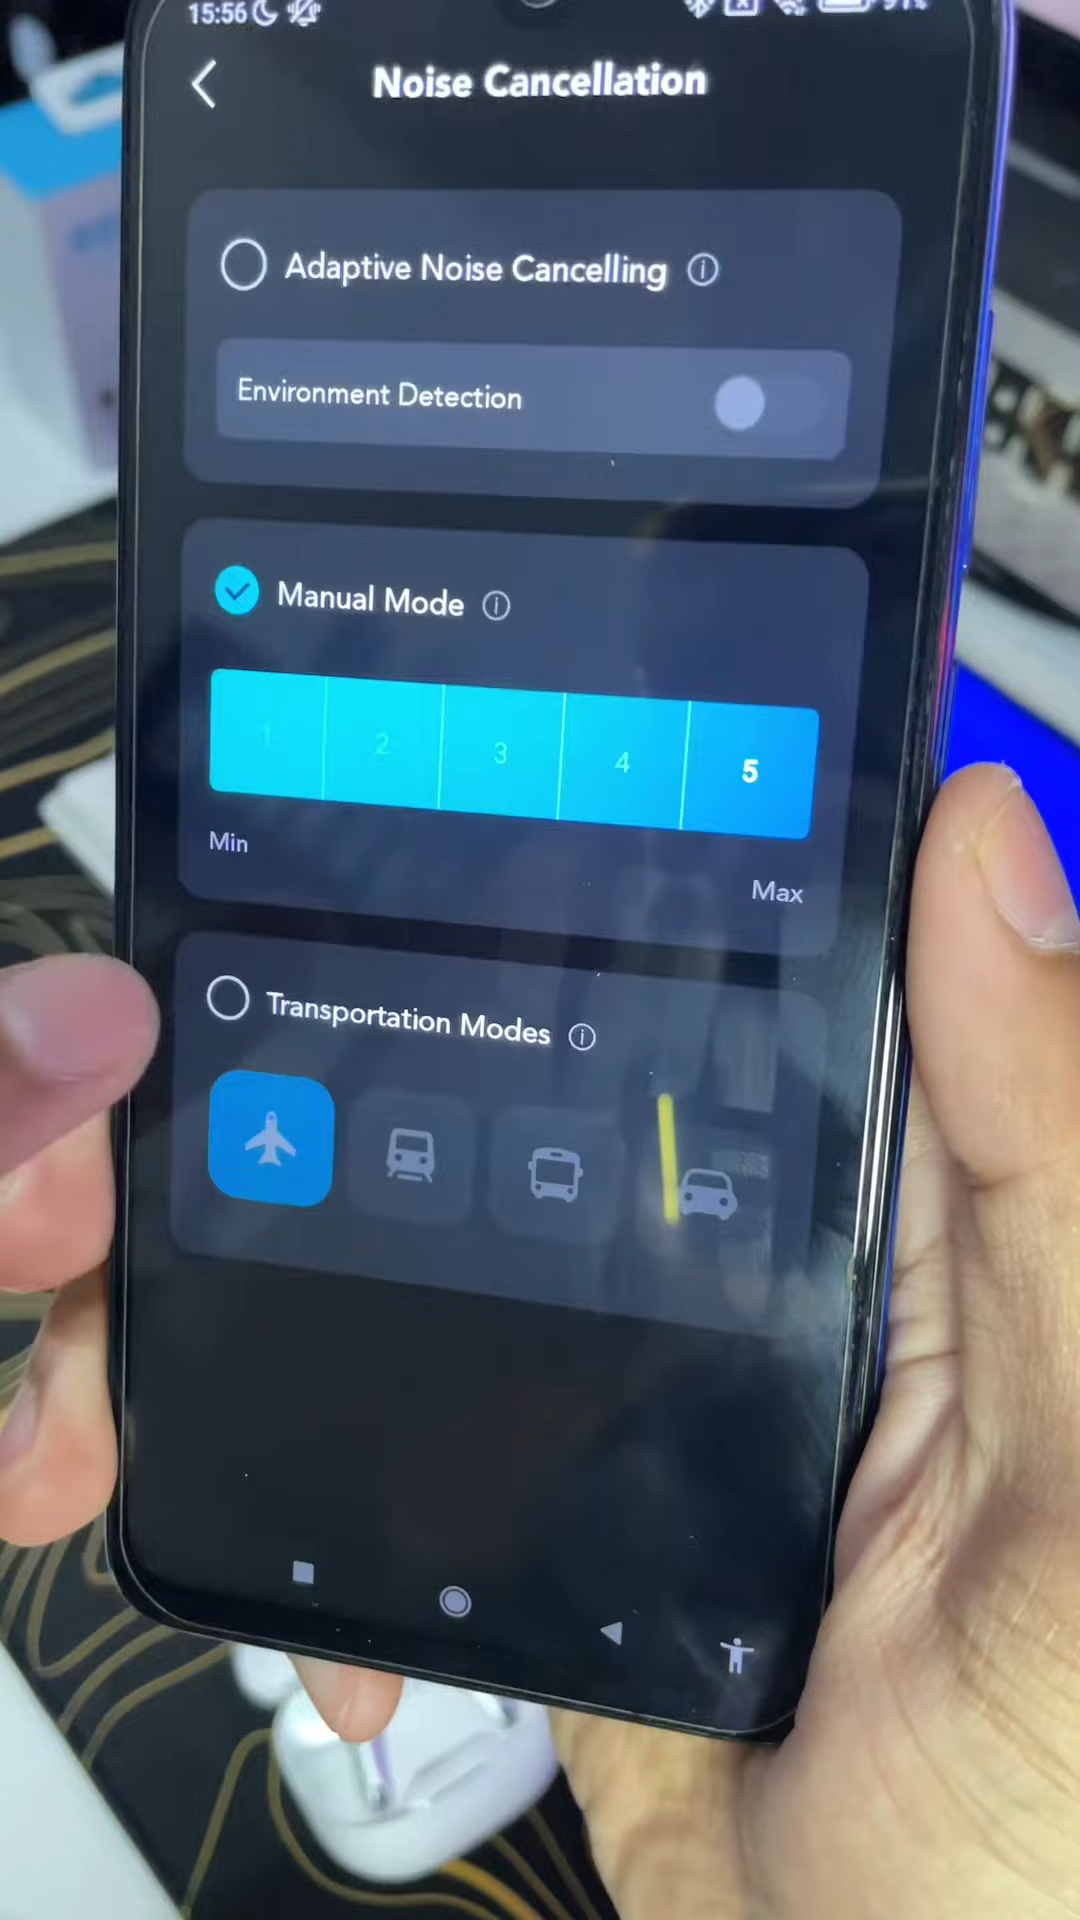 15:56
Noise Cancellation
Adaptive Noise Cancelling
Environment Detection
Manual Mode
1 2 3 4 5
Min
Max
Transportation Modes